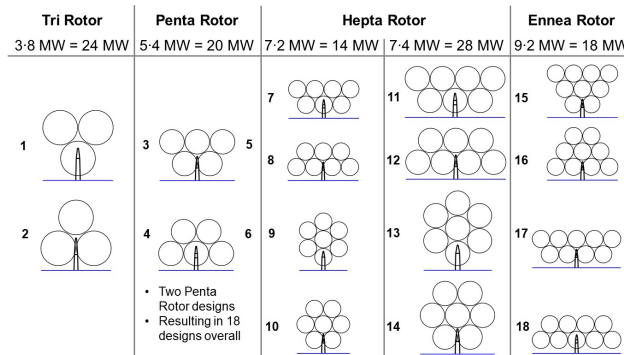 Tri Rotor
3·8 MW = 24 MW
Penta Rotor
5·4 MW = 20 MW
Hepta Rotor
7·2 MW = 14 MW
7·4 MW = 28 MW
Ennea Rotor
9·2 MW = 18 MW
1
2
3
5
4
6
• Two Penta
Rotor designs
• Resulting in 18
designs overall
7
8
9
10
11
12
13
14
15
16
17
18